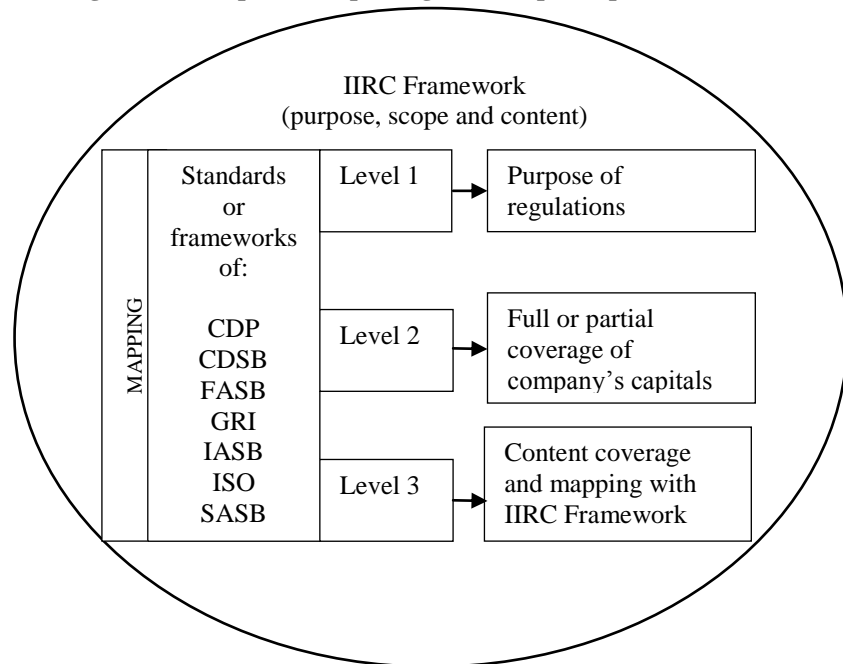 IIRC Framework
(purpose, scope and content)
MAPPING
Standards
or
frameworks
of:
CDP
CDSB
FASB
GRI
IASB
ISO
SASB
Level 1
Purpose of
regulations
Level 2
Full or partial
coverage of
company’s capitals
Level 3
Content coverage
and mapping with
IIRC Framework